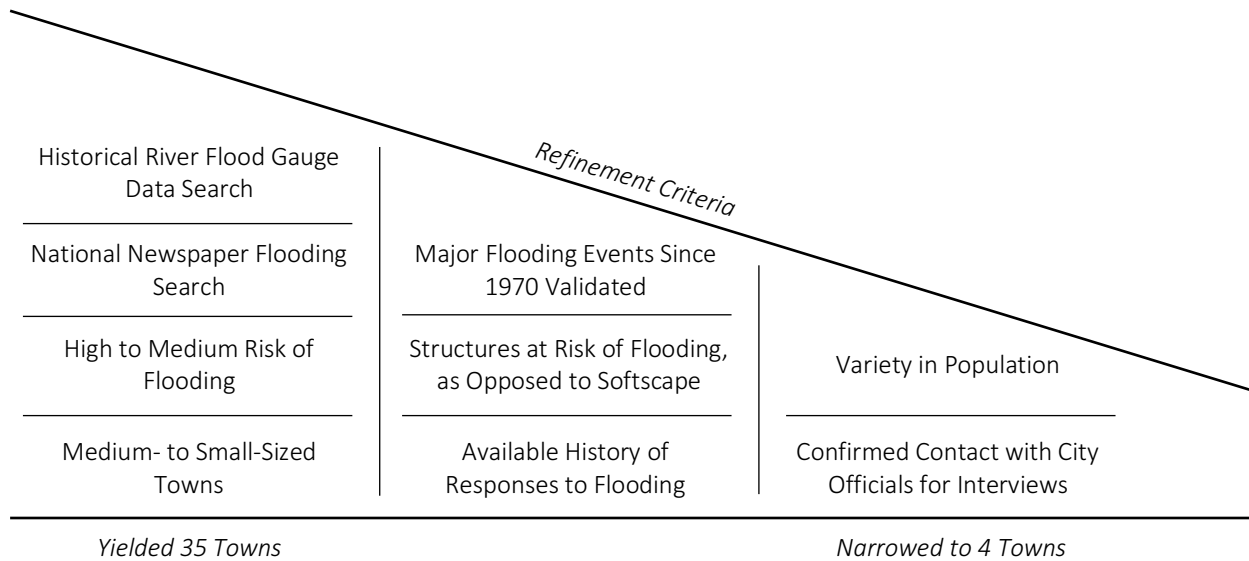 Refinement Criteria
Historical River Flood Gauge
Data Search
National Newspaper Flooding
Search
High to Medium Risk of
Flooding
Medium- to Small-Sized
Towns
Major Flooding Events Since
1970 Validated
Structures at Risk of Flooding,
as Opposed to Softscape
Available History of
Responses to Flooding
Variety in Population
Confirmed Contact with City
Officials for Interviews
Yielded 35 Towns
Narrowed to 4 Towns